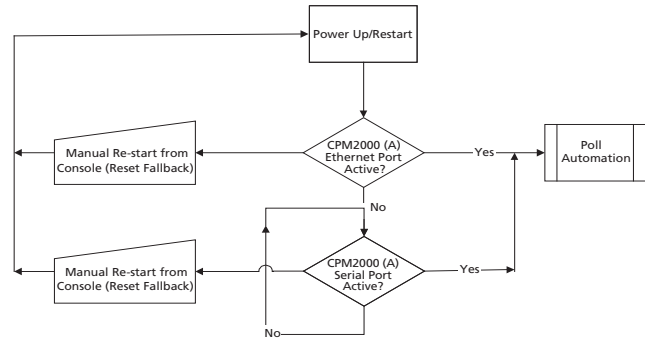 Power Up/Restart
CPM2000 (A)
Ethernet Port
Active?
Yes
Poll
Automation
Manual Re-start from
Console (Reset Fallback)
No
CPM2000 (A)
Serial Port
Active?
Yes
Manual Re-start from
Console (Reset Fallback)
No